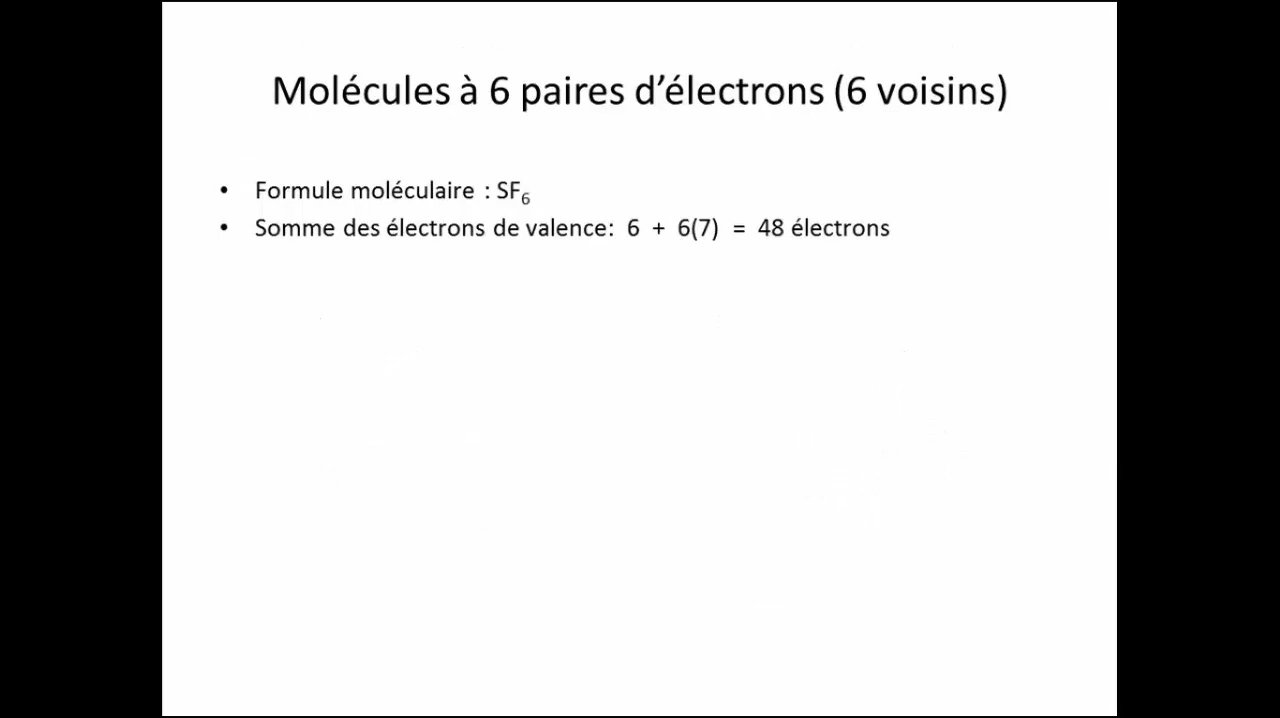 Molécules à 6 paires d’électrons (6 voisins)
• Formule moléculaire : SF₆
• Somme des électrons de valence: 6 + 6(7) = 48 électrons